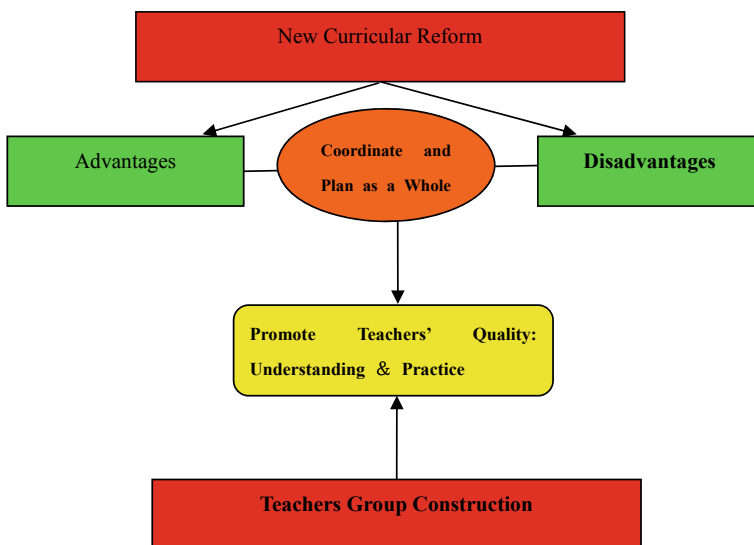 New Curricular Reform
Advantages
Coordinate and
Plan as a Whole
Disadvantages
Promote Teachers’ Quality:
Understanding & Practice
Teachers Group Construction